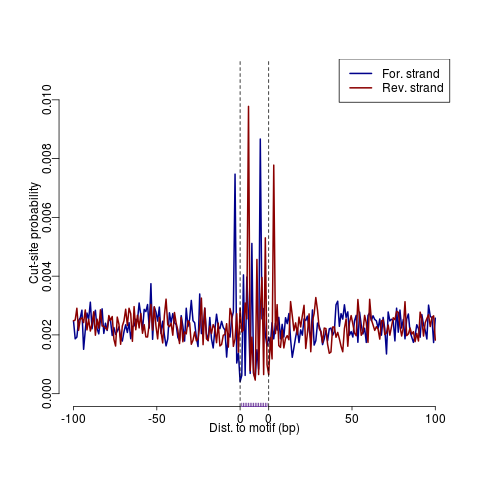 For. strand
Rev. strand
Cut-site probability
0.010
0.008
0.006
0.004
0.002
0.000
-100 -50 0 0 50 100
Dist. to motif (bp)